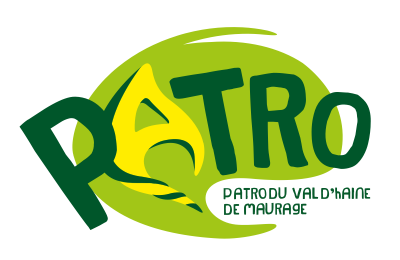 PATRO
PATRO DU VAL D'hAINE
DE MAURAGE